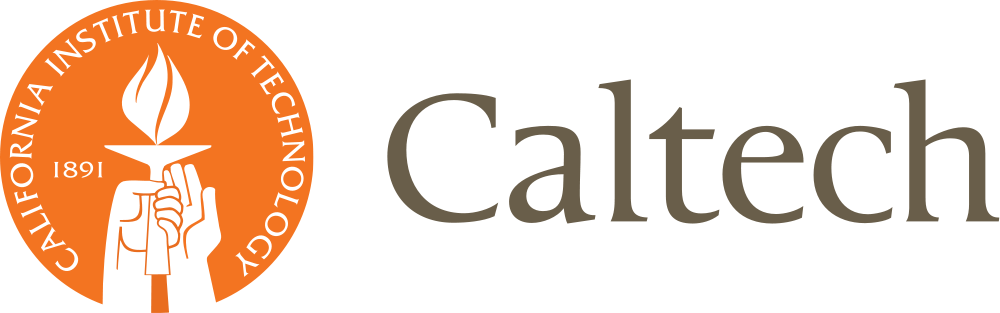 CALIFORNIA INSTITUTE OF TECHNOLOGY
1891
Caltech